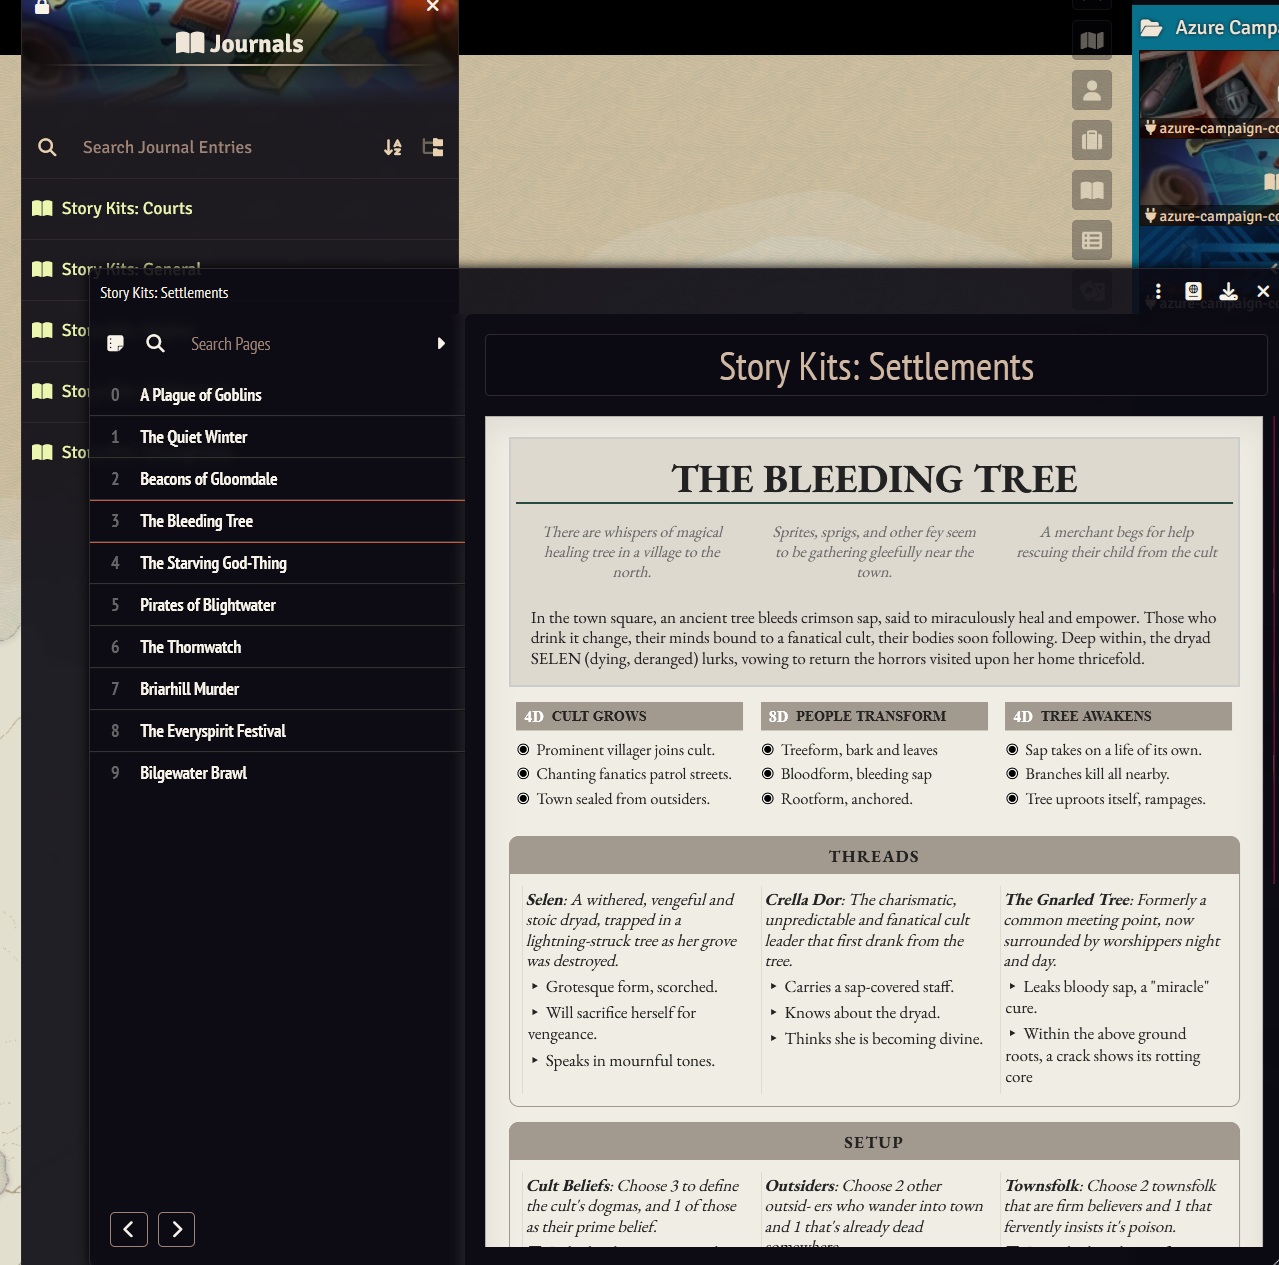 Journals
Azure Camp
Search Journal Entries
azure-campaign-co
Story Kits: Courts
azure-campaign-co
Story Kits: General
Story Kits: Settlements
azure-campaign-co
Sto
Search Pages
Sto
Sto
0 A Plague of Goblins
1 The Quiet Winter
2 Beacons of Gloomdale
3 The Bleeding Tree
4 The Starving God-Thing
5 Pirates of Blightwater
6 The Thornwatch
7 Briarhill Murder
8 The Everyspirit Festival
9 Bilgewater Brawl
Story Kits: Settlements
THE BLEEDING TREE
There are whispers of magical
healing tree in a village to the
north.
Sprites, sprigs, and other fey seem
to be gathering gleefully near the
town.
A merchant begs for help
rescuing their child from the cult
In the town square, an ancient tree bleeds crimson sap, said to miraculously heal and empower. Those who
drink it change, their minds bound to a fanatical cult, their bodies soon following. Deep within, the dryad
SELEN (dying, deranged) lurks, vowing to return the horrors visited upon her home thricefold.
4D CULT GROWS
Prominent villager joins cult.
Chanting fanatics patrol streets.
Town sealed from outsiders.
8D PEOPLE TRANSFORM
Treeform, bark and leaves
Bloodform, bleeding sap
Rootform, anchored.
4D TREE AWAKENS
Sap takes on a life of its own.
Branches kill all nearby.
Tree uproots itself, rampages.
THREADS
Selen: A withered, vengeful and
stoic dryad, trapped in a
lightning-struck tree as her grove
was destroyed.
‣ Grotesque form, scorched.
‣ Will sacrifice herself for
vengeance.
‣ Speaks in mournful tones.
Crella Dor: The charismatic,
unpredictable and fanatical cult
leader that first drank from the
tree.
‣ Carries a sap-covered staff.
‣ Knows about the dryad.
‣ Thinks she is becoming divine.
The Gnarled Tree: Formerly a
common meeting point, now
surrounded by worshippers night
and day.
‣ Leaks bloody sap, a "miracle"
cure.
‣ Within the above ground
roots, a crack shows its rotting
core
SETUP
Cult Beliefs: Choose 3 to define
the cult's dogmas, and 1 of those
as their prime belief.
Outsiders: Choose 2 other
outsid- ers who wander into town
and 1 that's already dead
somewhere
Townsfolk: Choose 2 townsfolk
that are firm believers and 1 that
fervently insists it's poison.